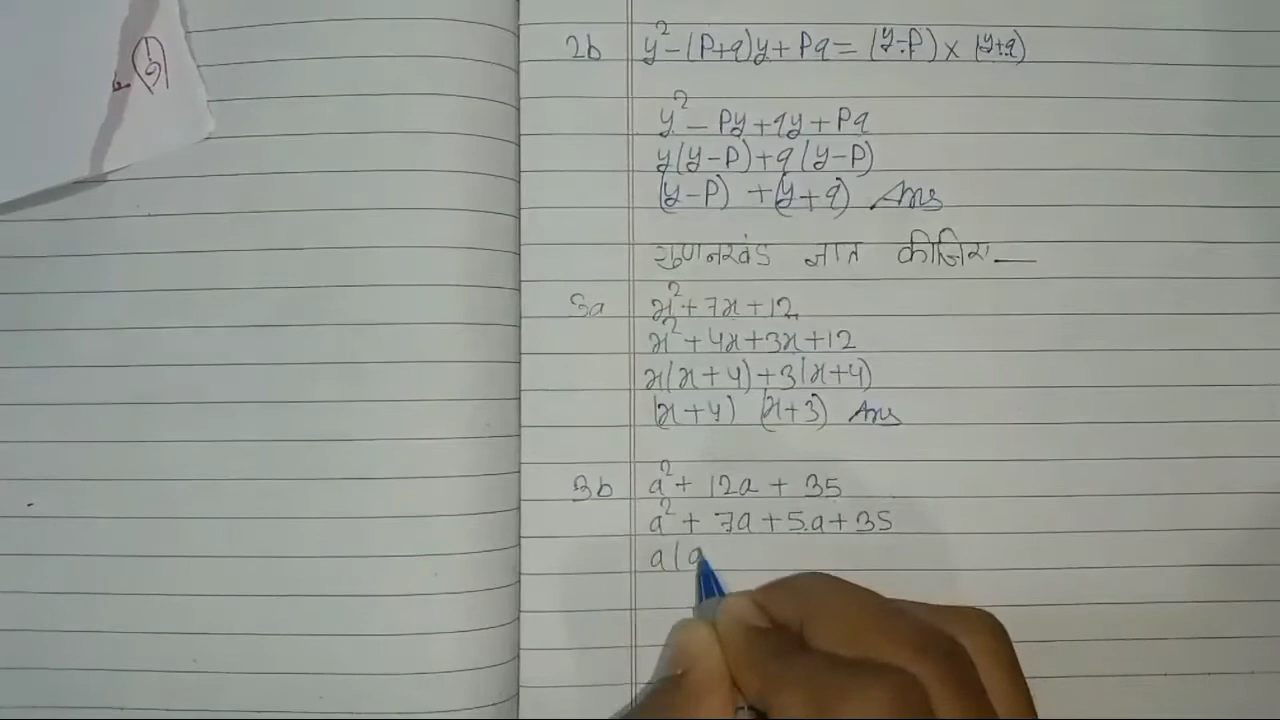 2b y² - (P+q)y + Pq = (y-P) × (y+q)
y² - Py + qy + Pq
y(y-P) + q(y-P)
(y-P) + (y+q) Ans
गुणनखंड ज्ञात कीजिए —
3a x² + 7x + 12
x² + 4x + 3x + 12
x(x+4) + 3(x+4)
(x+4) (x+3) Ans
3b a² + 12a + 35
a² + 7a + 5a + 35
a(a